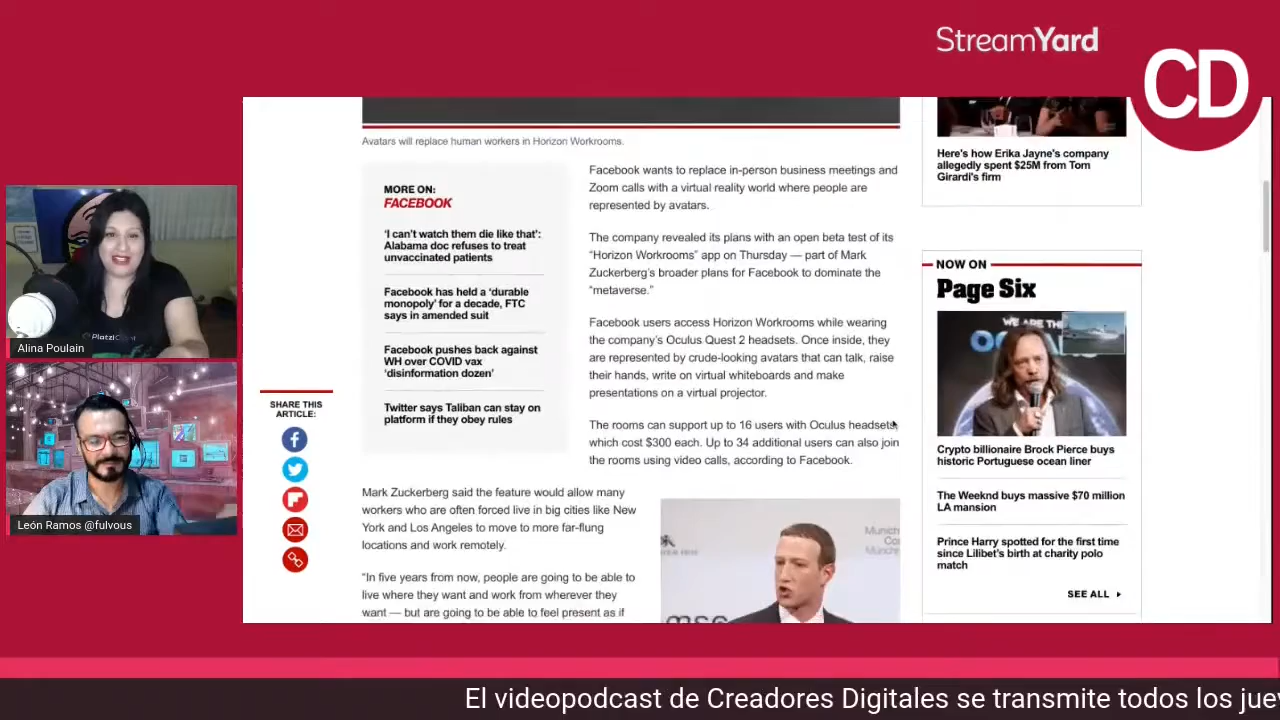 StreamYard
CD
Avatars will replace human workers in Horizon Workrooms.
MORE ON:
FACEBOOK
'I can't watch them die like that':
Alabama doc refuses to treat
unvaccinated patients
Facebook has held a 'durable
monopoly' for a decade, FTC
says in amended suit
Facebook pushes back against
WH over COVID vax
'disinformation dozen'
Twitter says Taliban can stay on
platform if they obey rules
Facebook wants to replace in-person business meetings and
Zoom calls with a virtual reality world where people are
represented by avatars.
The company revealed its plans with an open beta test of its
“Horizon Workrooms” app on Thursday — part of Mark
Zuckerberg’s broader plans for Facebook to dominate the
“metaverse.”
Facebook users access Horizon Workrooms while wearing
the company’s Oculus Quest 2 headsets. Once inside, they
are represented by crude-looking avatars that can talk, raise
their hands, write on virtual whiteboards and make
presentations on a virtual projector.
The rooms can support up to 16 users with Oculus headsets,
which cost $300 each. Up to 34 additional users can also join
the rooms using video calls, according to Facebook.
Mark Zuckerberg said the feature would allow many
workers who are often forced live in big cities like New
York and Los Angeles to move to more far-flung
locations and work remotely.
“In five years from now, people are going to be able to
live where they want and work from wherever they
want — but are going to be able to feel present as if
SHARE THIS
ARTICLE:
Here's how Erika Jayne's company
allegedly spent $25M from Tom
Girardi's firm
NOW ON
Page Six
WE ARE THE
Crypto billionaire Brock Pierce buys
historic Portuguese ocean liner
The Weeknd buys massive $70 million
LA mansion
Prince Harry spotted for the first time
since Lilibet's birth at charity polo
match
SEE ALL
Platzi
Alina Poulain
León Ramos @fulvous
El videopodcast de Creadores Digitales se transmite todos los jue